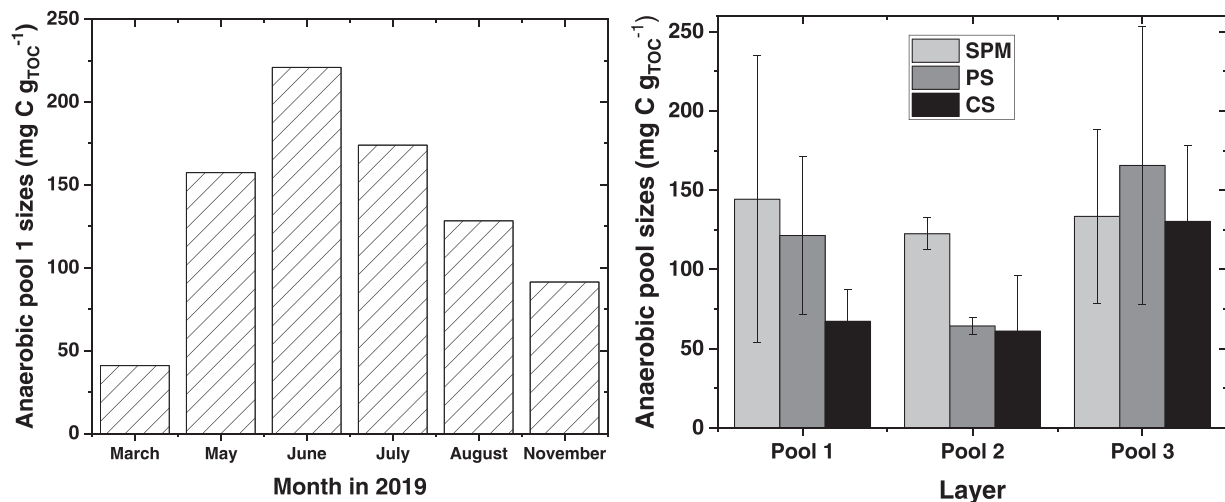 Anaerobic pool 1 sizes (mg C g_TOC^-1)
250
200
150
100
50
0
March May June July August November
Month in 2019
Anaerobic pool sizes (mg C g_TOC^-1)
250
200
150
100
50
0
SPM
PS
CS
Pool 1 Pool 2 Pool 3
Layer